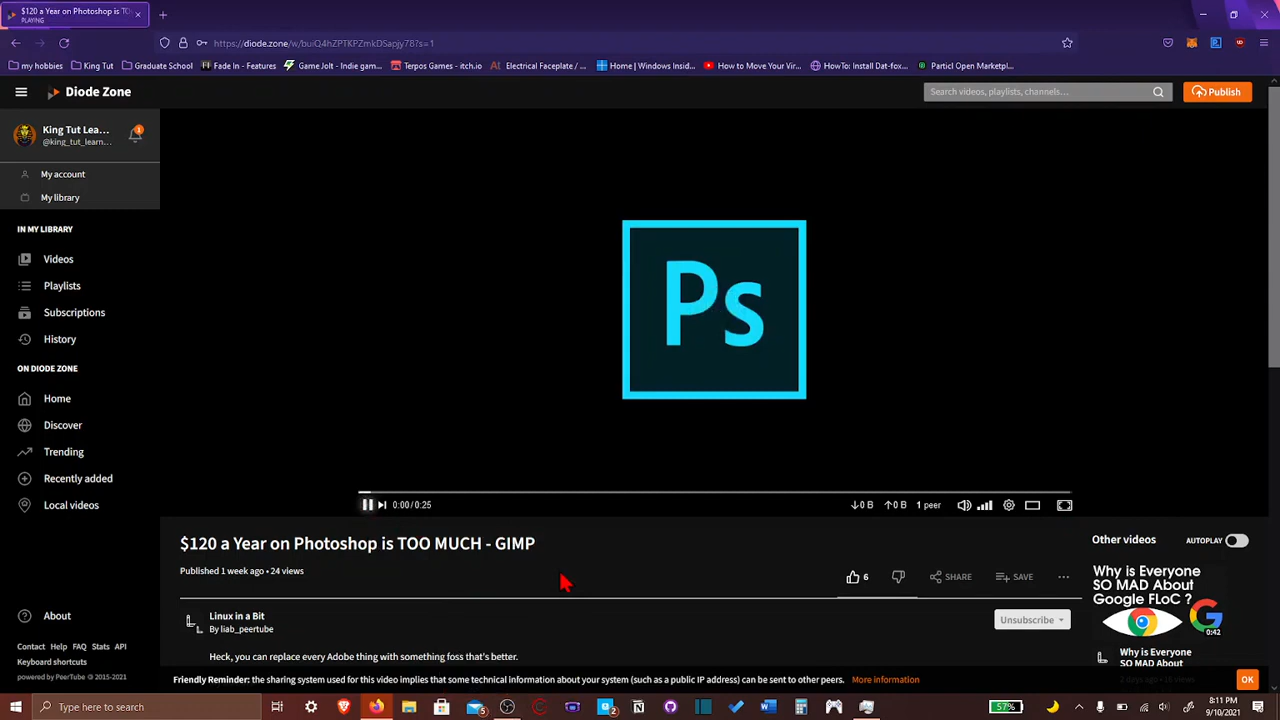 $120 a Year on Photoshop is TOO M
PLAYING
https://diode.zone/w/buiQ4hZPTKPZmkDSapjy78?s=1
my hobbies
King Tut
Graduate School
Fade In - Features
Game Jolt - Indie gam...
Terpos Games - itch.io
Electrical Faceplate / ...
Home | Windows Insid...
How to Move Your Vir...
HowTo: Install Dat-fox...
Particl Open Marketpl...
Diode Zone
Search videos, playlists, channels...
Publish
King Tut Lea...
@king_tut_learn...
1
My account
My library
IN MY LIBRARY
Videos
Playlists
Subscriptions
History
ON DIODE ZONE
Home
Discover
Trending
Recently added
Local videos
About
Contact Help FAQ Stats API
Keyboard shortcuts
powered by PeerTube © 2015-2021
Ps
0:00 / 0:25
↓0 B ↑0 B 1 peer
$120 a Year on Photoshop is TOO MUCH - GIMP
Published 1 week ago • 24 views
6
SHARE
SAVE
Linux in a Bit
By liab_peertube
Unsubscribe
Heck, you can replace every Adobe thing with something foss that's better.
Other videos
AUTOPLAY
Why is Everyone
SO MAD About
Google FLoC ?
0:42
Why is Everyone
SO MAD About
2 days ago • 16 views
Friendly Reminder: the sharing system used for this video implies that some technical information about your system (such as a public IP address) can be sent to other peers. More information
OK
Type here to search
5
2
57%
8:11 PM
9/10/2021